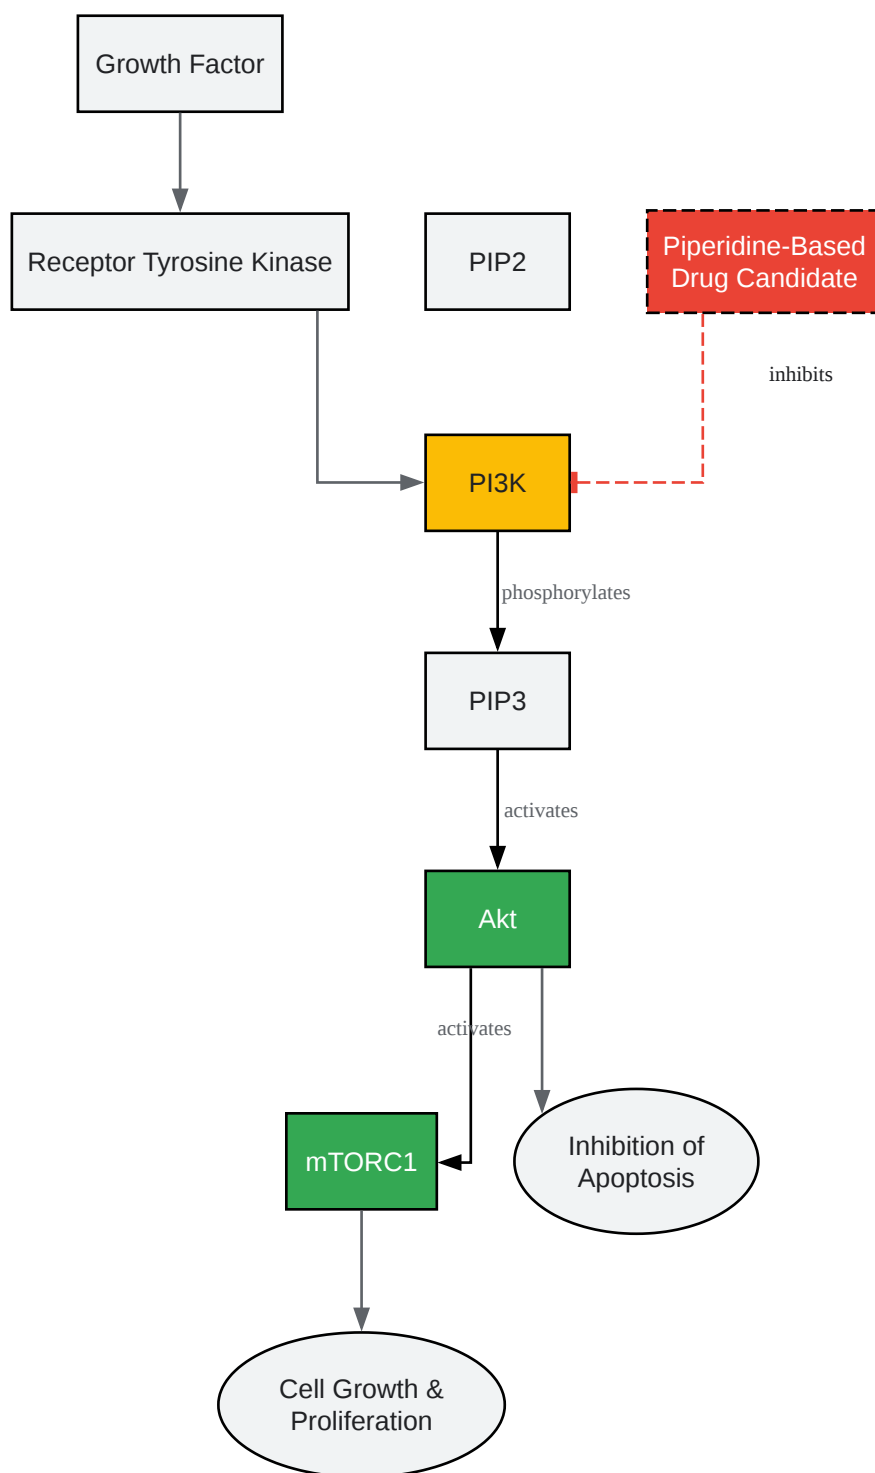 Growth Factor
Receptor Tyrosine Kinase
PIP2
Piperidine-Based
Drug Candidate
inhibits
PI3K
phosphorylates
PIP3
activates
Akt
activates
mTORC1
Inhibition of
Apoptosis
Cell Growth &
Proliferation